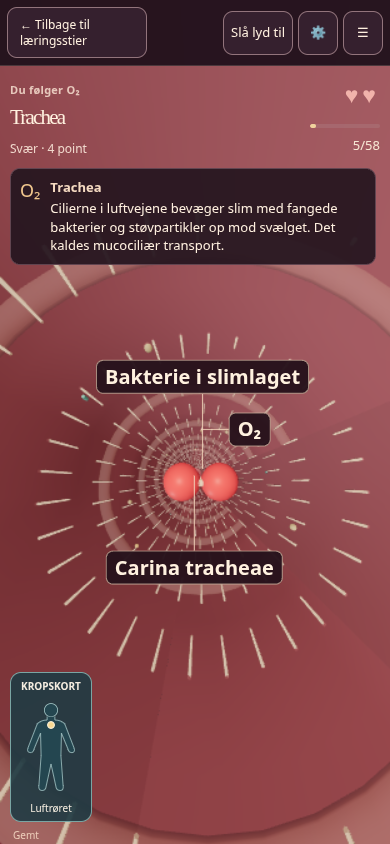 ← Tilbage til
læringsstier
Slå lyd til
Du følger O₂
Trachea
Svær · 4 point
5/58
O₂
Trachea
Cilierne i luftvejene bevæger slim med fangede
bakterier og støvpartikler op mod svælget. Det
kaldes mucociliær transport.
Bakterie i slimlaget
O₂
Carina tracheae
KROPSKORT
Luftrøret
Gemt